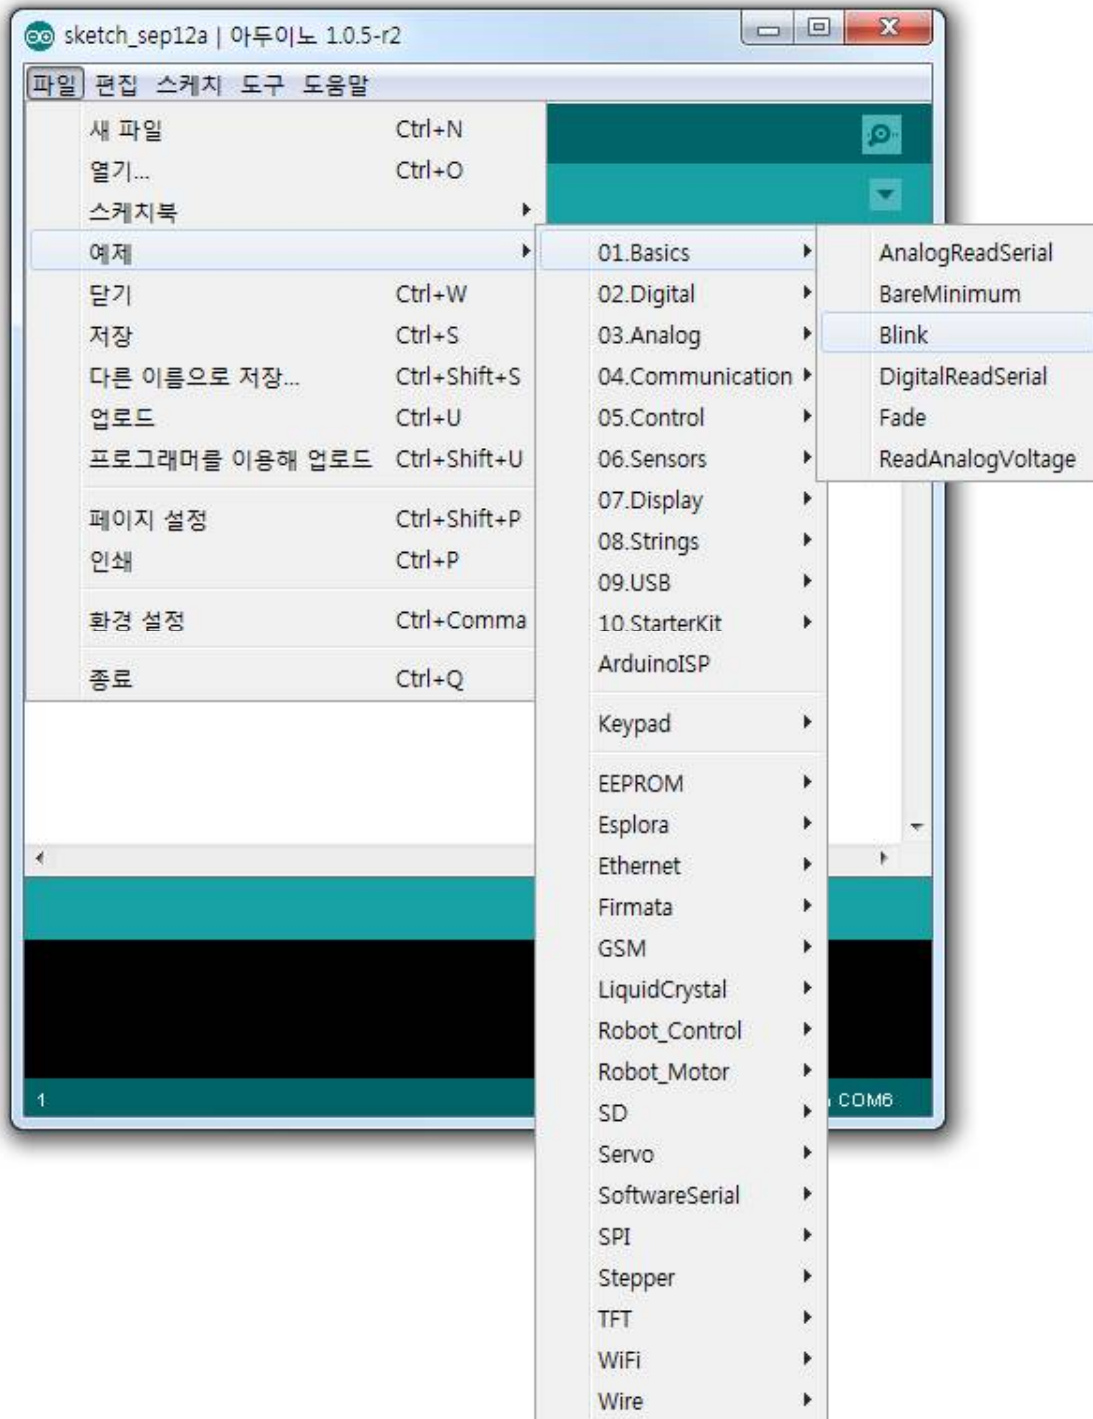 sketch_sep12a | 아두이노 1.0.5-r2
파일 편집 스케치 도구 도움말
새 파일 Ctrl+N
열기... Ctrl+O
스케치북
예제
닫기 Ctrl+W
저장 Ctrl+S
다른 이름으로 저장... Ctrl+Shift+S
업로드 Ctrl+U
프로그래머를 이용해 업로드 Ctrl+Shift+U
페이지 설정 Ctrl+Shift+P
인쇄 Ctrl+P
환경 설정 Ctrl+Comma
종료 Ctrl+Q
01.Basics
02.Digital
03.Analog
04.Communication
05.Control
06.Sensors
07.Display
08.Strings
09.USB
10.StarterKit
ArduinoISP
Keypad
EEPROM
Esplora
Ethernet
Firmata
GSM
LiquidCrystal
Robot_Control
Robot_Motor
SD
Servo
SoftwareSerial
SPI
Stepper
TFT
WiFi
Wire
AnalogReadSerial
BareMinimum
Blink
DigitalReadSerial
Fade
ReadAnalogVoltage
1
COM6